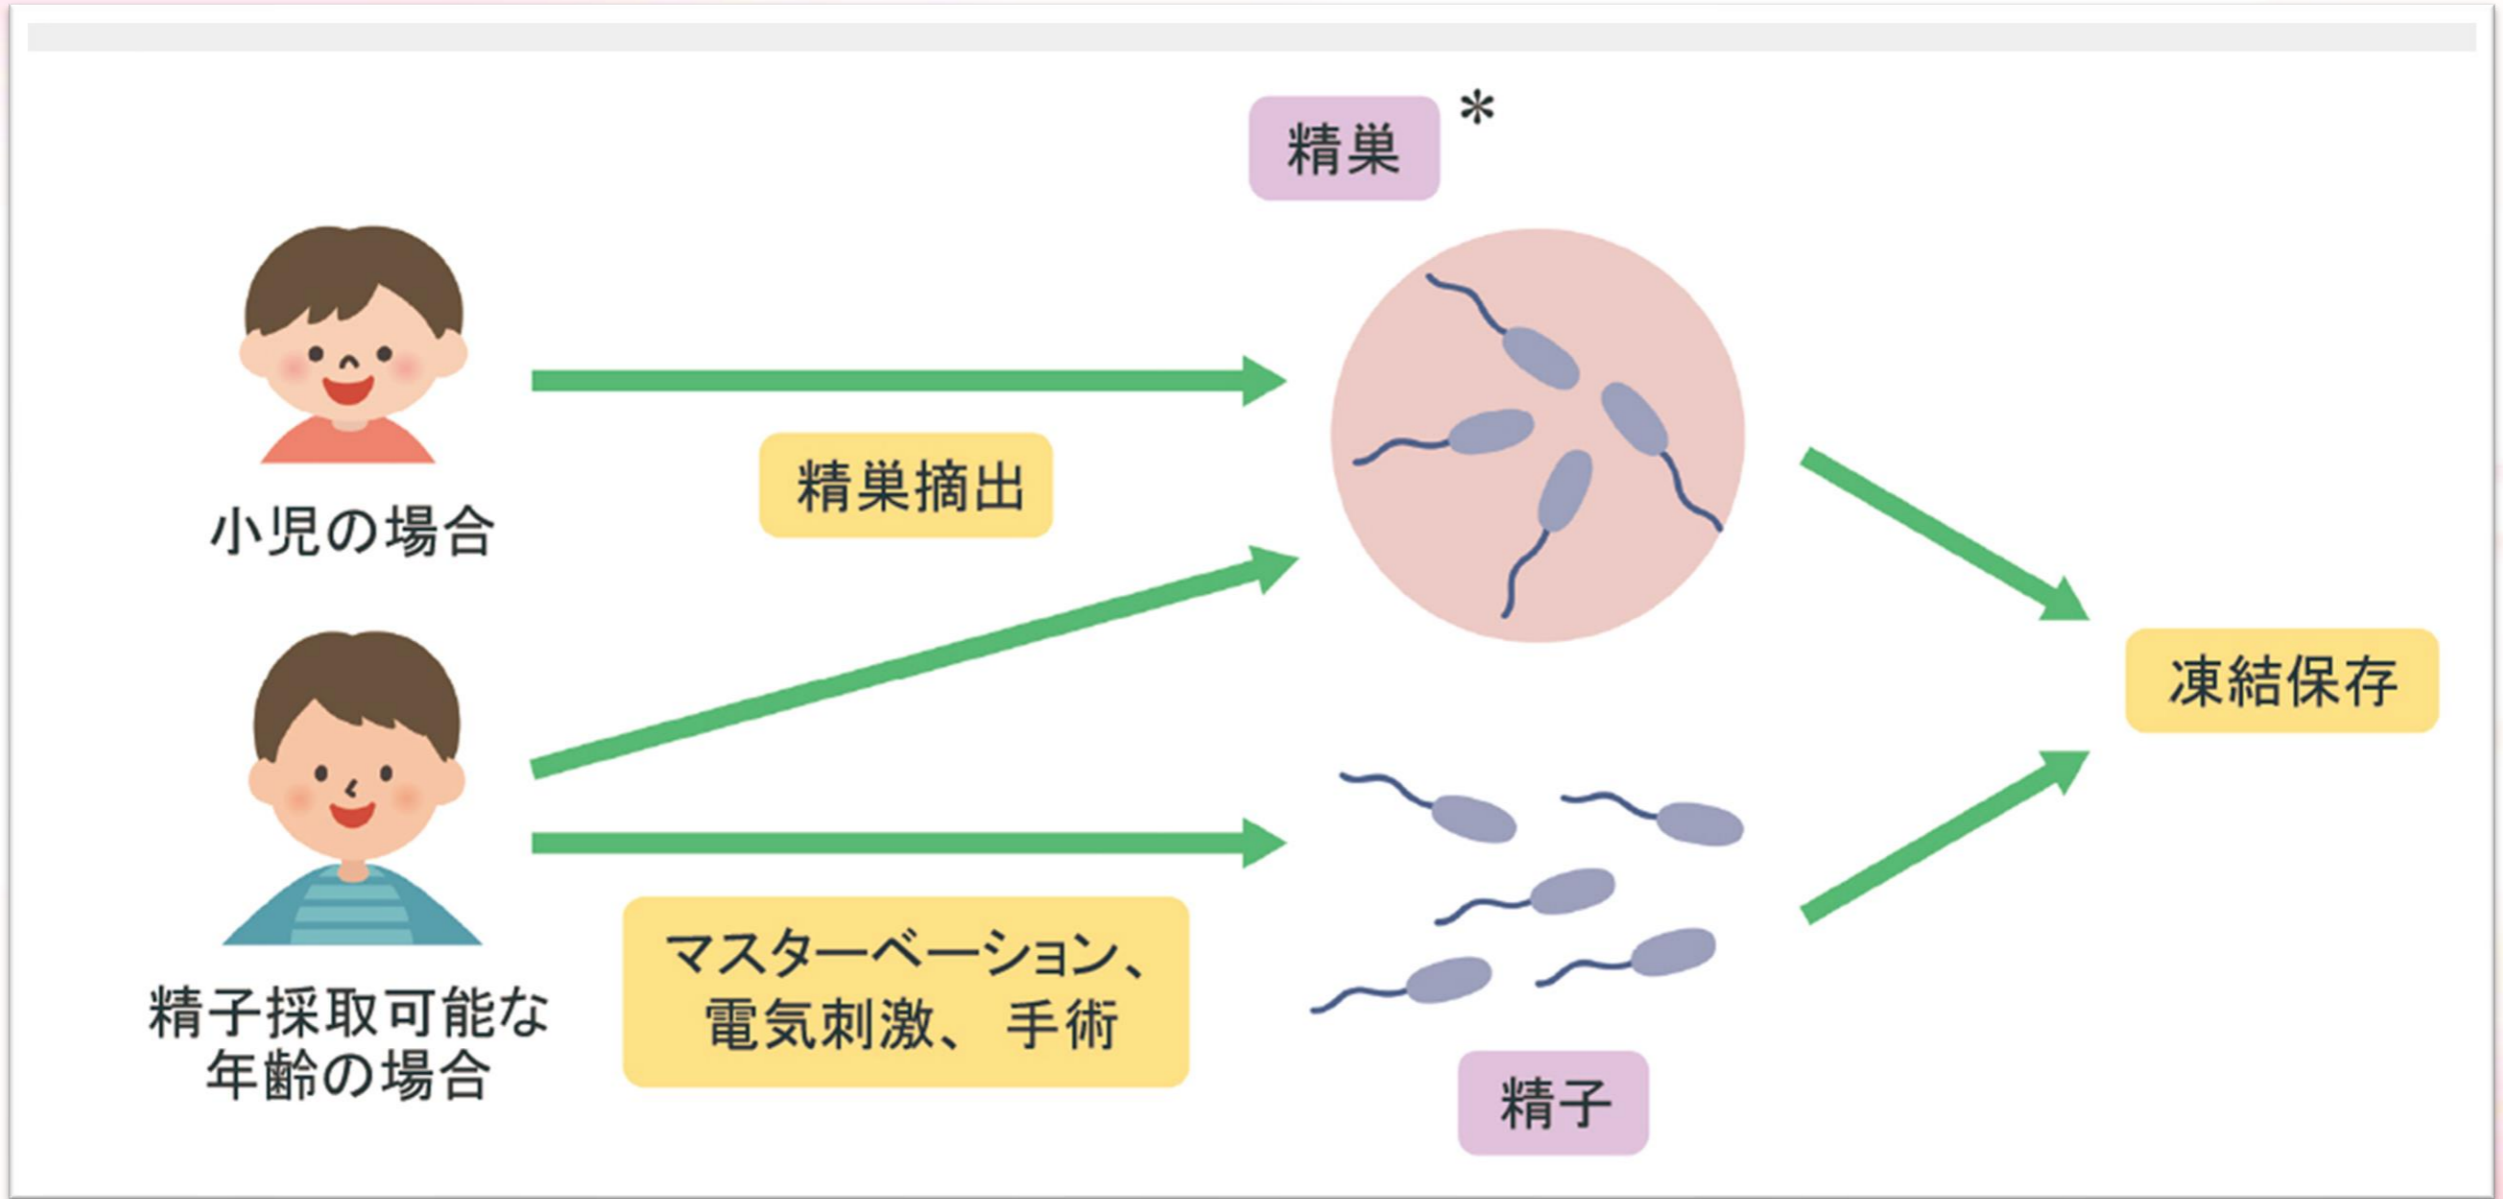 精巣 *
小児の場合
精巣摘出
凍結保存
マスターベーション、
電気刺激、手術
精子採取可能な
年齢の場合
精子